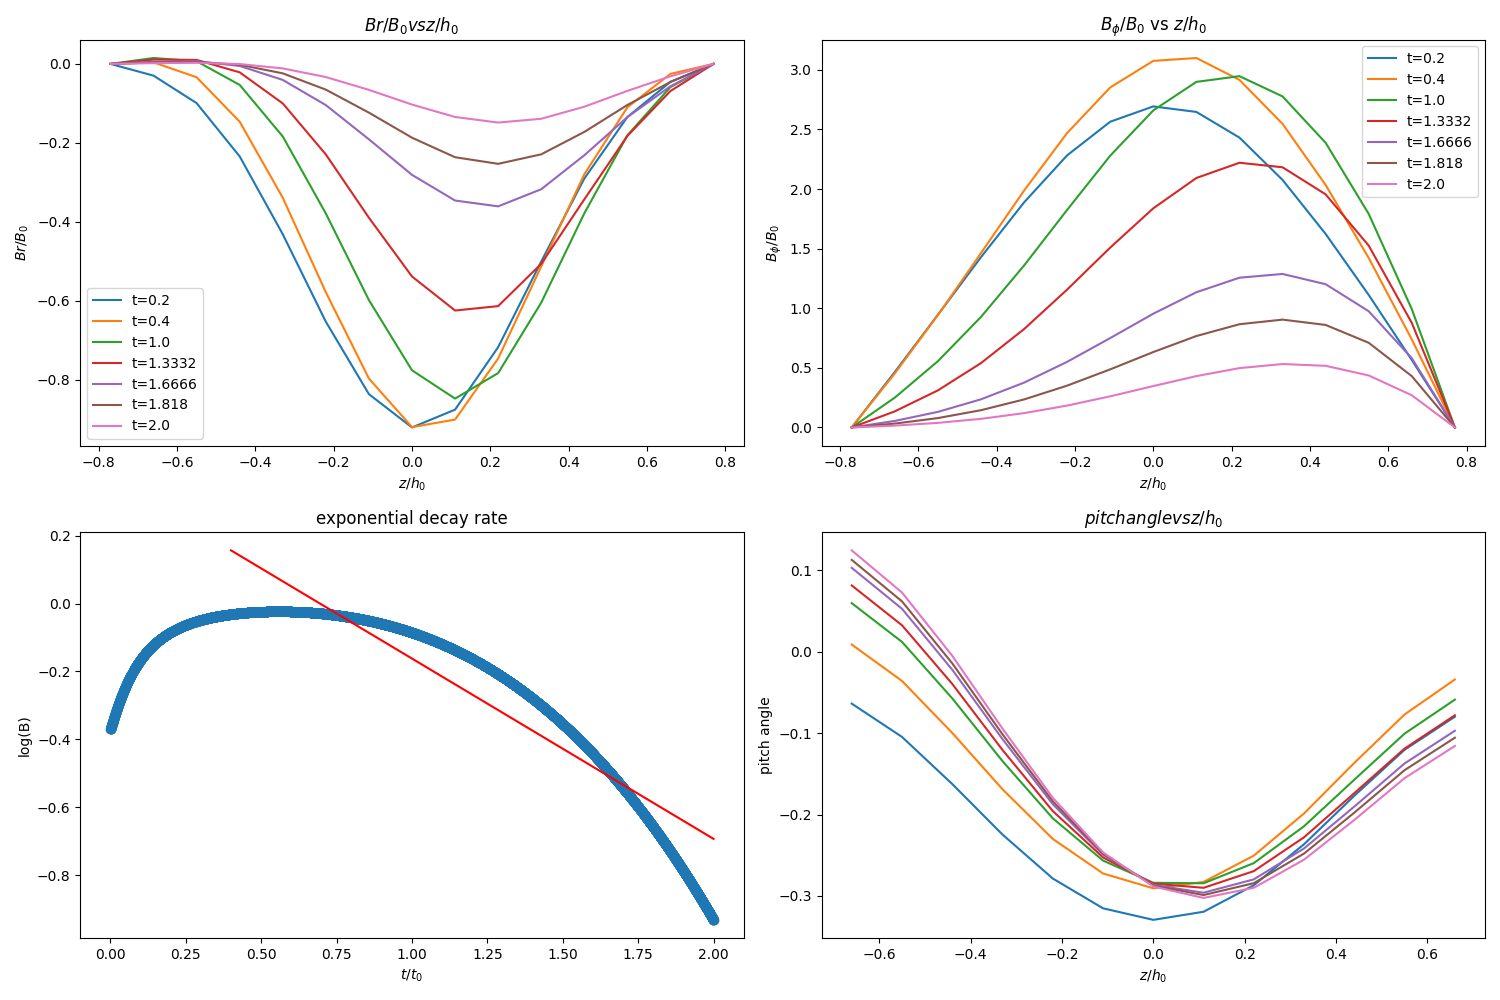 Br/B₀vsz/h₀
0.0
−0.2
−0.4
−0.6
−0.8
Br/B₀
t=0.2
t=0.4
t=1.0
t=1.3332
t=1.6666
t=1.818
t=2.0
−0.8 −0.6 −0.4 −0.2 0.0 0.2 0.4 0.6 0.8
z/h₀
B_ϕ/B₀ vs z/h₀
3.0
2.5
2.0
1.5
1.0
0.5
0.0
B_ϕ/B₀
t=0.2
t=0.4
t=1.0
t=1.3332
t=1.6666
t=1.818
t=2.0
−0.8 −0.6 −0.4 −0.2 0.0 0.2 0.4 0.6 0.8
z/h₀
exponential decay rate
0.2
0.0
−0.2
−0.4
−0.6
−0.8
log(B)
0.00 0.25 0.50 0.75 1.00 1.25 1.50 1.75 2.00
t/t₀
pitchanglevsz/h₀
0.1
0.0
−0.1
−0.2
−0.3
pitch angle
−0.6 −0.4 −0.2 0.0 0.2 0.4 0.6
z/h₀